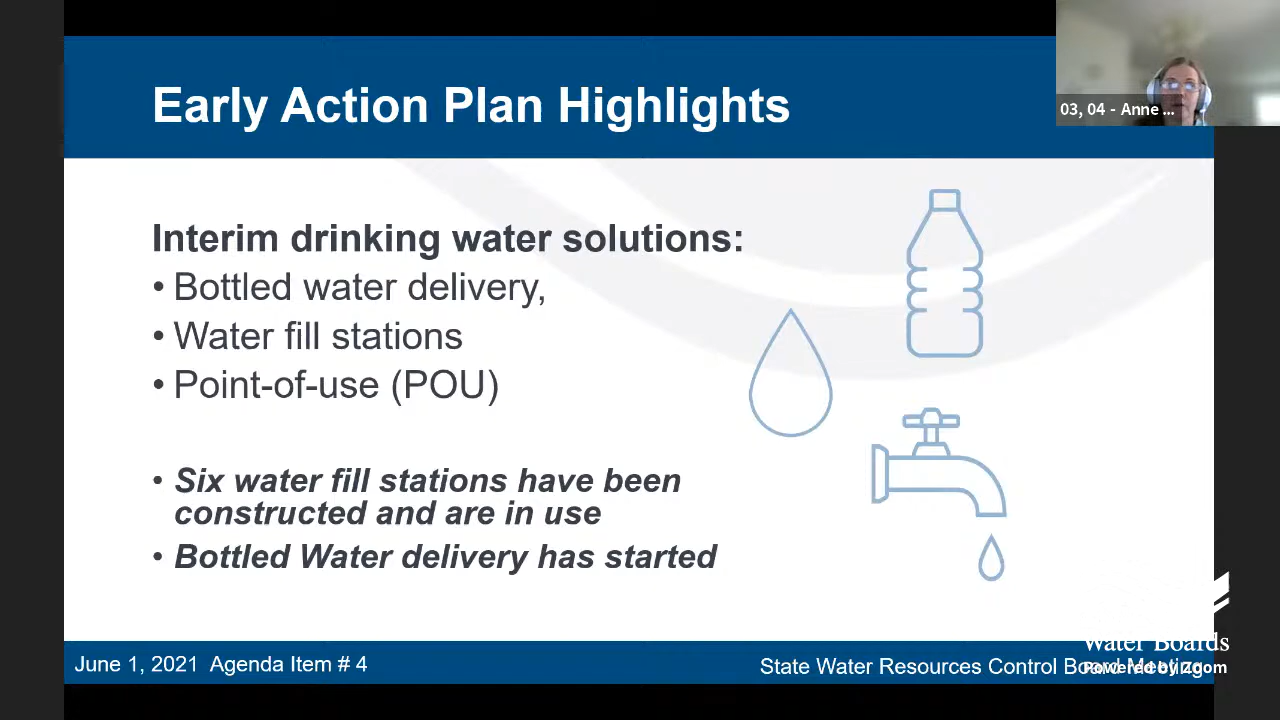 Early Action Plan Highlights
03, 04 - Anne ...
Interim drinking water solutions:
• Bottled water delivery,
• Water fill stations
• Point-of-use (POU)
• Six water fill stations have been
constructed and are in use
• Bottled Water delivery has started
June 1, 2021 Agenda Item # 4
State Water Resources Control Board Meeting
Water Boards
Powered by Zoom